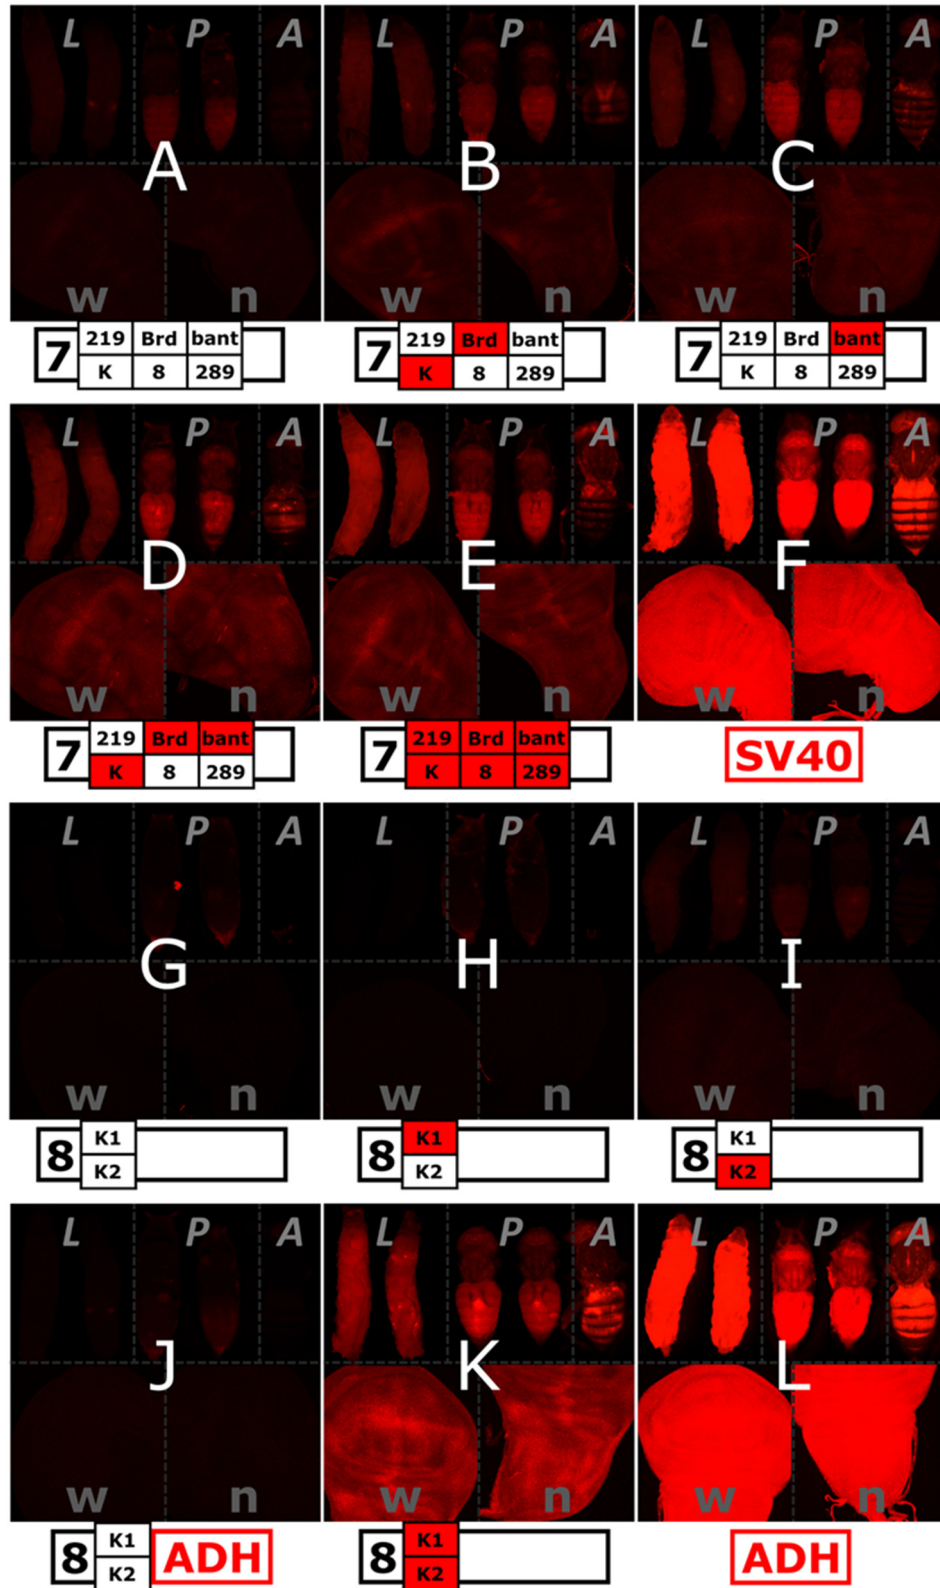 L P A L P A L P A
A B C
w n w n w n
7 219 Brd bant 7 219 Brd bant 7 219 Brd bant
K 8 289 K 8 289 K 8 289
L P A L P A L P A
D E F
w n w n w n
7 219 Brd bant 7 219 Brd bant SV40
K 8 289 K 8 289
L P A L P A L P A
G H I
w n w n w n
8 K1 8 K1 8 K1
K2 K2 K2
L P A L P A L P A
J K L
w n w n w n
8 K1 ADH 8 K1 ADH
K2 K2